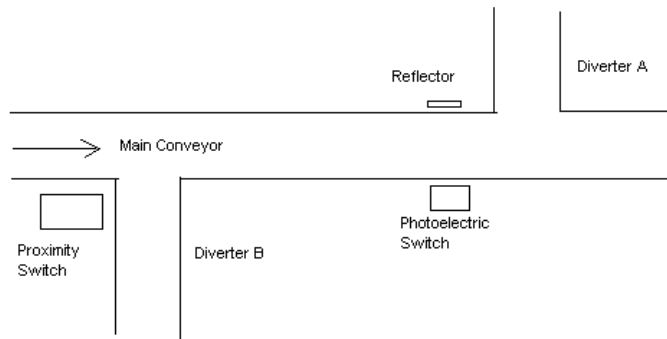 Reflector
Diverter A
Main Conveyor
Proximity
Switch
Diverter B
Photoelectric
Switch